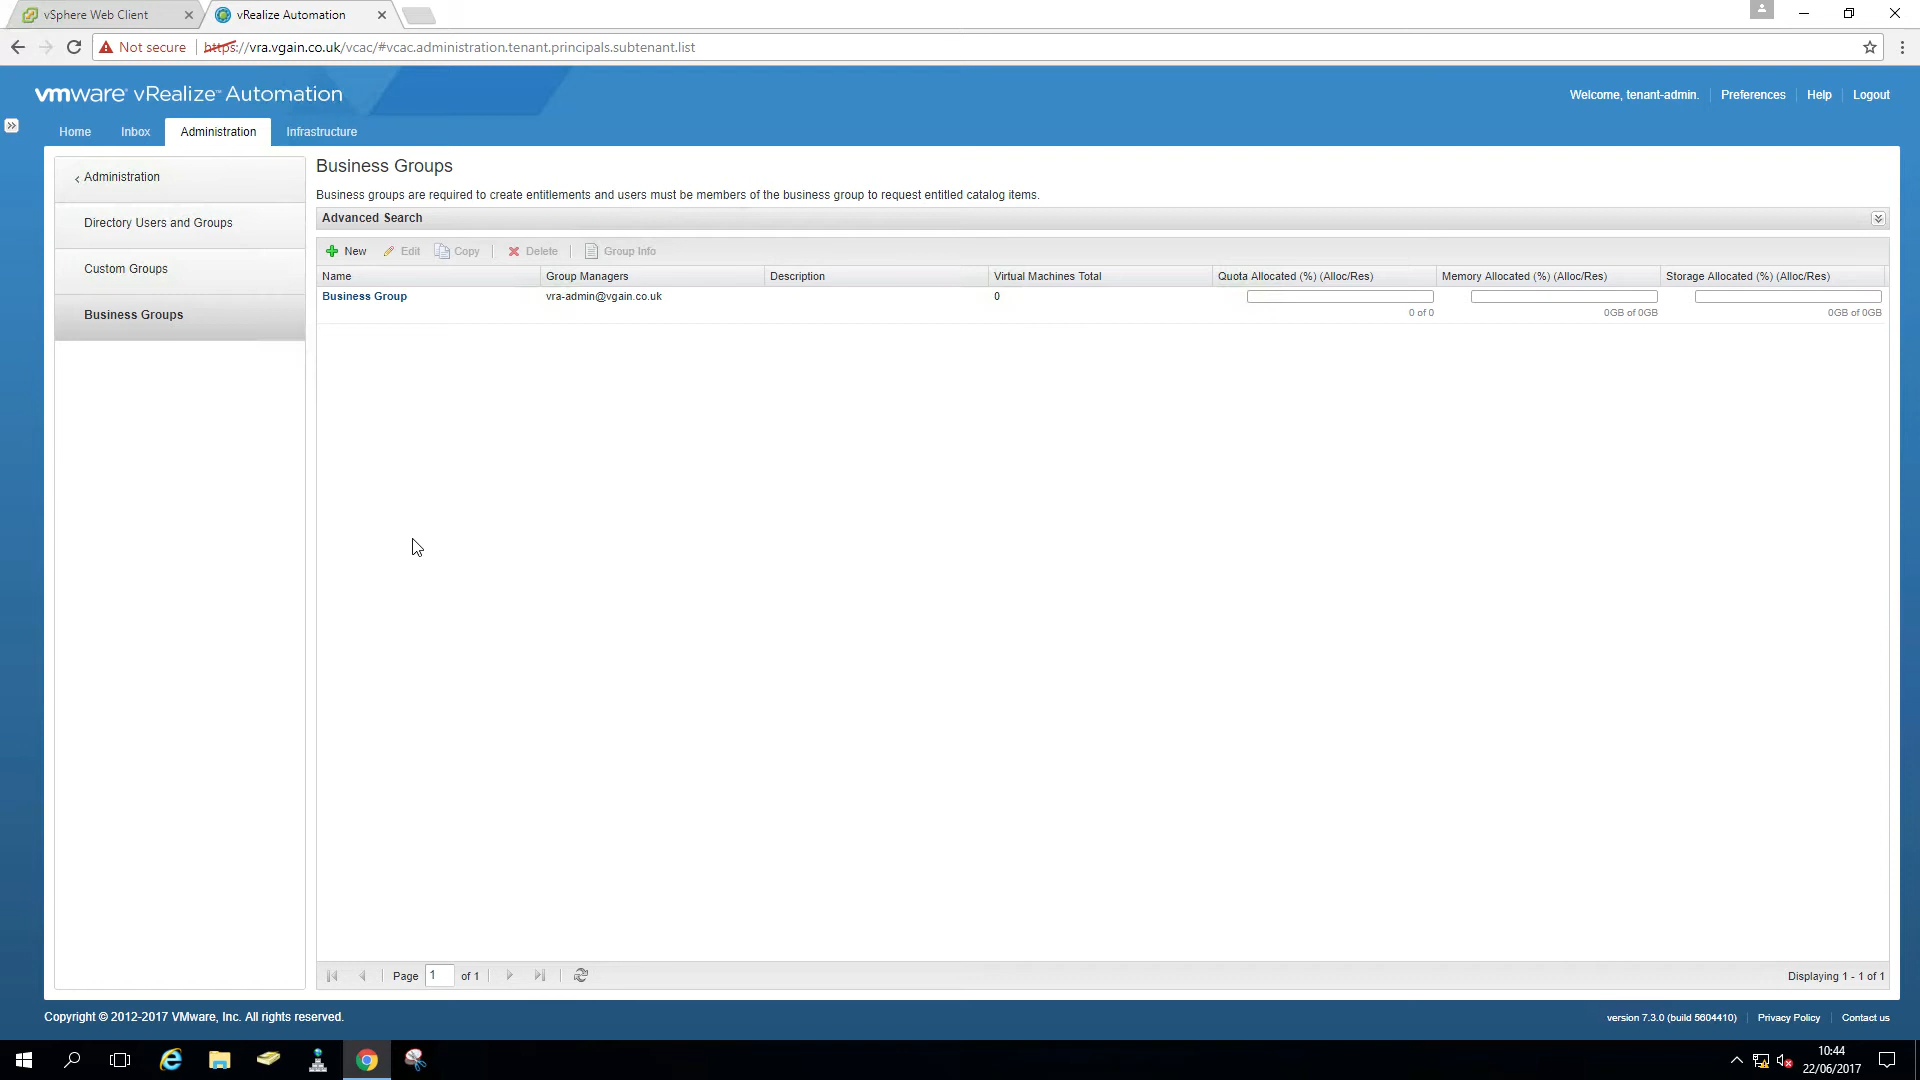 vSphere Web Client
vRealize Automation
Not secure
https://vra.vgain.co.uk/vcac/#vcac.administration.tenant.principals.subtenant.list
vmware® vRealize™ Automation
Welcome, tenant-admin.
Preferences
Help
Logout
Home
Inbox
Administration
Infrastructure
Administration
Directory Users and Groups
Custom Groups
Business Groups
Business Groups
Business groups are required to create entitlements and users must be members of the business group to request entitled catalog items.
Advanced Search
New
Edit
Copy
Delete
Group Info
Name
Group Managers
Description
Virtual Machines Total
Quota Allocated (%) (Alloc/Res)
Memory Allocated (%) (Alloc/Res)
Storage Allocated (%) (Alloc/Res)
Business Group
vra-admin@vgain.co.uk
0
0 of 0
0GB of 0GB
0GB of 0GB
Page 1 of 1
Displaying 1 - 1 of 1
Copyright © 2012-2017 VMware, Inc. All rights reserved.
version 7.3.0 (build 5604410)
Privacy Policy
Contact us
10:44
22/06/2017